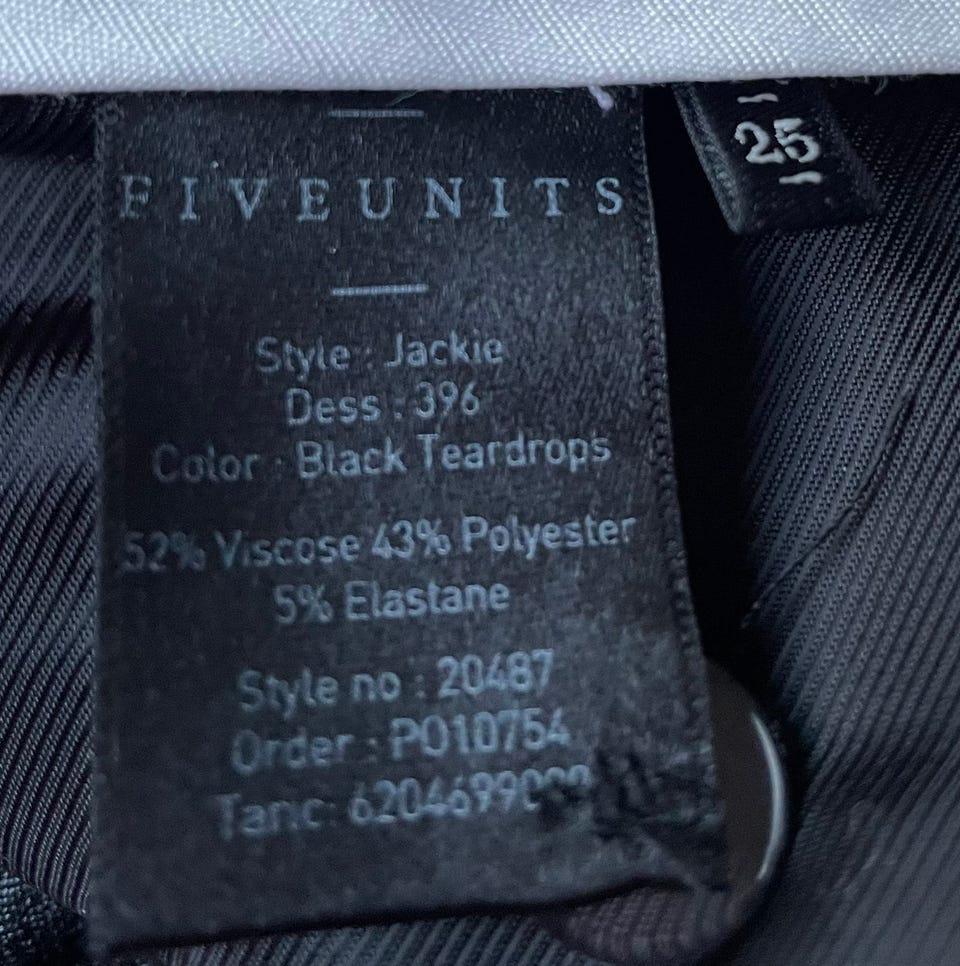 FIVEUNITS
25
Style : Jackie
Dess : 396
Color : Black Teardrops
52% Viscose 43% Polyester
5% Elastane
Style no : 20487
Order : PO10754
Taric: